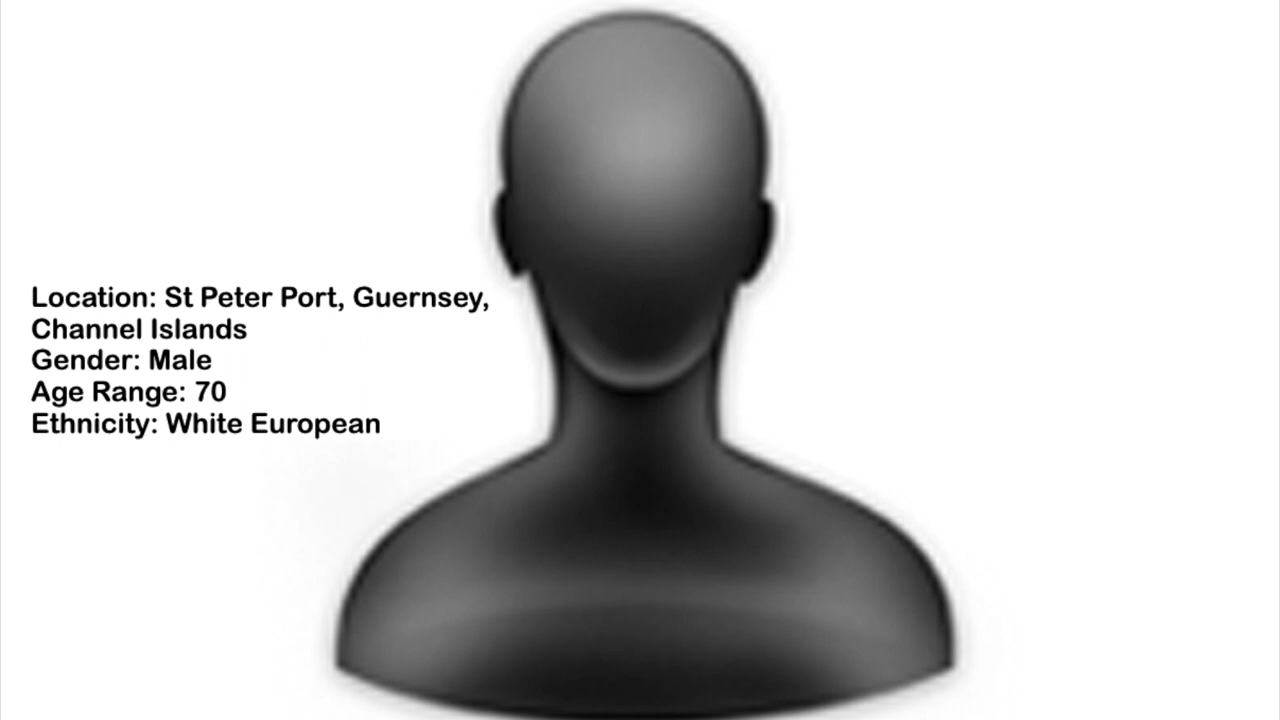 Location: St Peter Port, Guernsey,
Channel Islands
Gender: Male
Age Range: 70
Ethnicity: White European